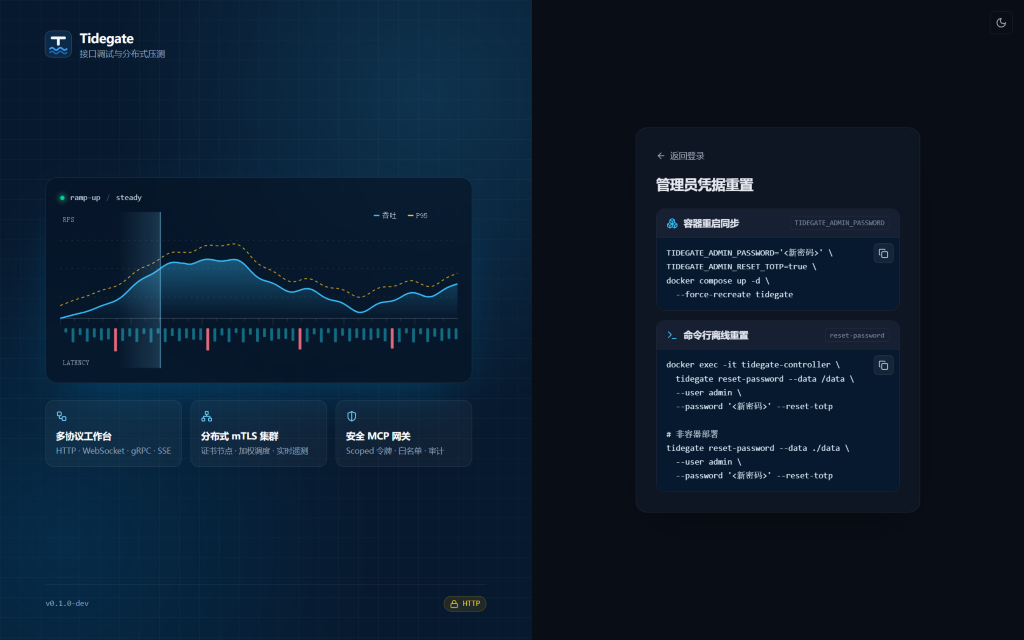 Tidegate
接口调试与分布式压测
ramp-up / steady
吞吐
P95
RPS
LATENCY
多协议工作台
HTTP · WebSocket · gRPC · SSE
分布式 mTLS 集群
证书节点 · 加权调度 · 实时遥测
安全 MCP 网关
Scoped 令牌 · 白名单 · 审计
v0.1.0-dev
HTTP
← 返回登录
管理员凭据重置
容器重启同步
TIDEGATE_ADMIN_PASSWORD
TIDEGATE_ADMIN_PASSWORD='<新密码>' \
TIDEGATE_ADMIN_RESET_TOTP=true \
docker compose up -d \
--force-recreate tidegate
命令行离线重置
reset-password
docker exec -it tidegate-controller \
tidegate reset-password --data /data \
--user admin \
--password '<新密码>' --reset-totp
# 非容器部署
tidegate reset-password --data ./data \
--user admin \
--password '<新密码>' --reset-totp